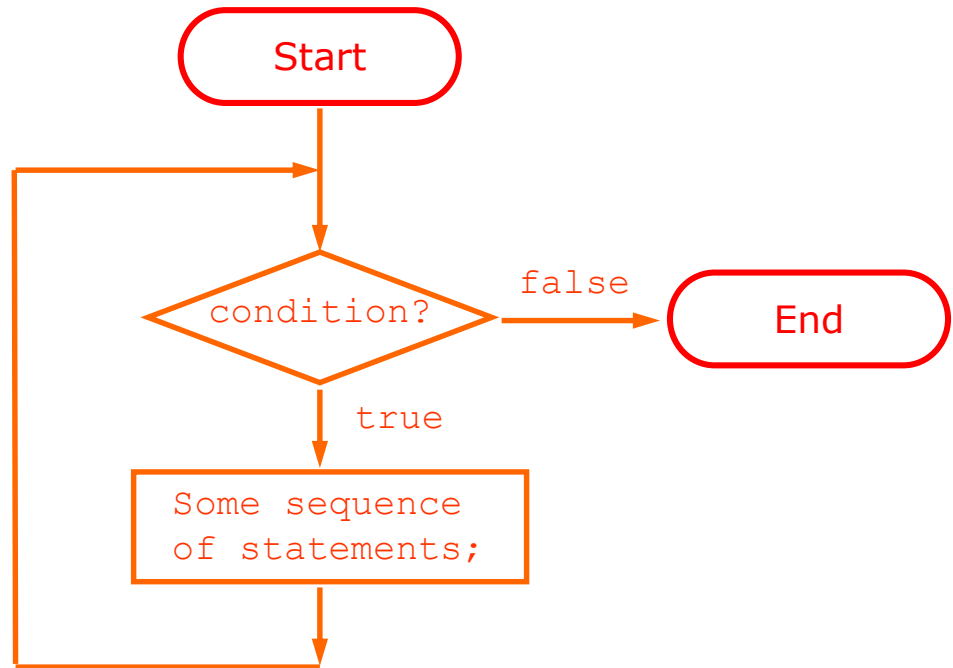 Start
condition?
false
End
true
Some sequence
of statements;